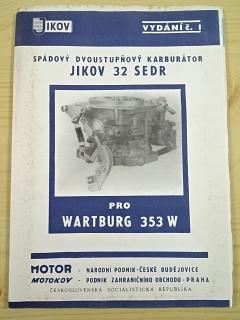 JIKOV
VYDÁNÍ č. 1
SPÁDOVÝ DVOUSTUPŇOVÝ KARBURÁTOR
JIKOV 32 SEDR
PRO
WARTBURG 353 W
MOTOR - NÁRODNÍ PODNIK - ČESKÉ BUDĚJOVICE
MOTOKOV - PODNIK ZAHRANIČNÍHO OBCHODU - PRAHA
ČESKOSLOVENSKÁ SOCIALISTICKÁ REPUBLIKA